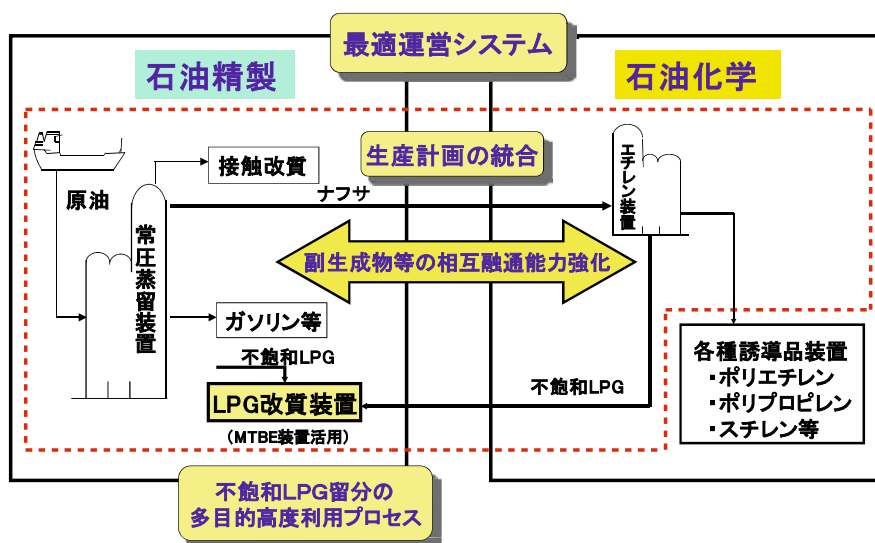 最適運営システム
石油精製
石油化学
生産計画の統合
接触改質
ナフサ
原油
常圧蒸留装置
エチレン装置
副生成物等の相互融通能力強化
ガソリン等
不飽和LPG
LPG改質装置
（MTBE装置活用）
不飽和LPG
各種誘導品装置
・ポリエチレン
・ポリプロピレン
・スチレン等
不飽和LPG留分の
多目的高度利用プロセス